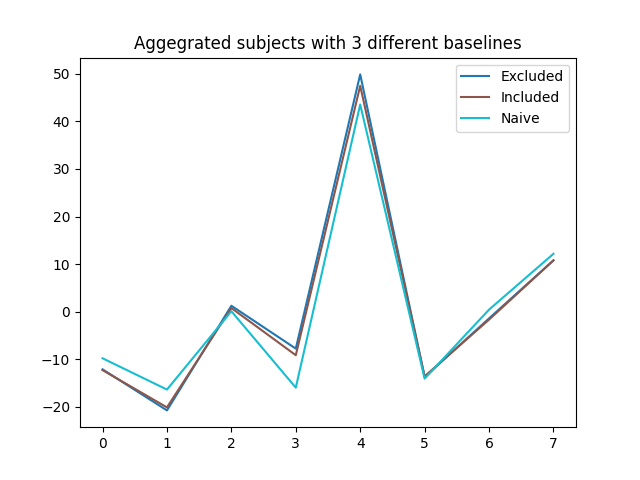 Aggegrated subjects with 3 different baselines
50
40
30
20
10
0
−10
−20
Excluded
Included
Naive
0 1 2 3 4 5 6 7